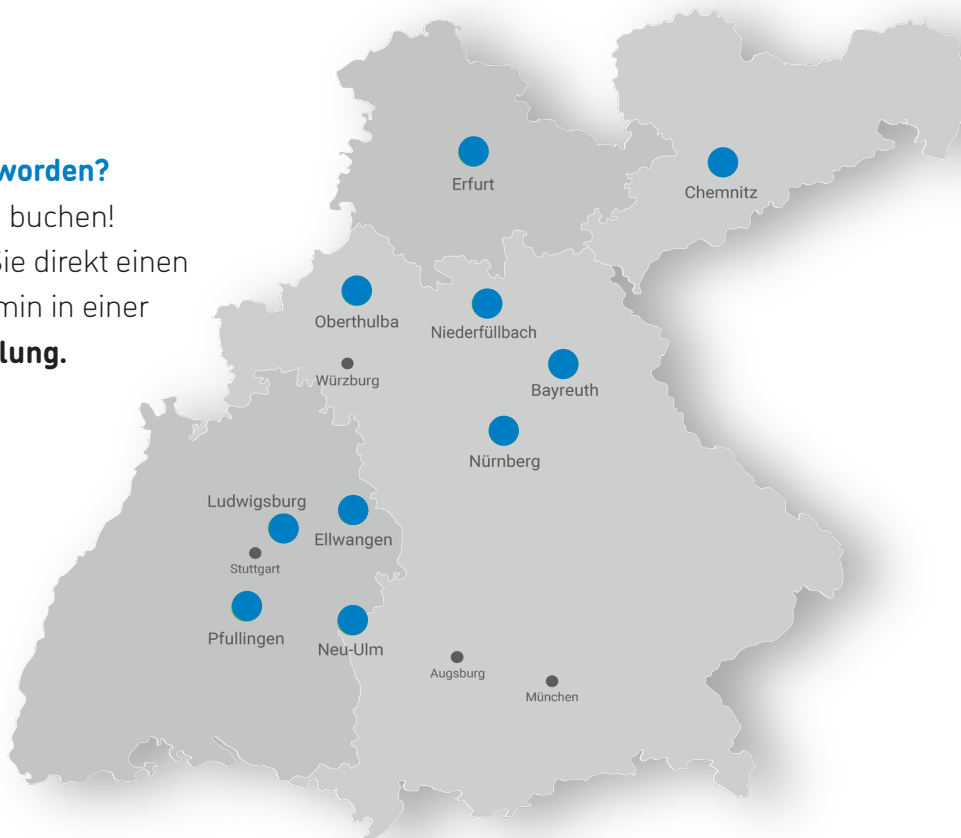 worden?
buchen!
Sie direkt einen
min in einer
lung.
Erfurt
Chemnitz
Oberthulba
Niederfüllbach
Würzburg
Bayreuth
Nürnberg
Ludwigsburg
Ellwangen
Stuttgart
Pfullingen
Neu-Ulm
Augsburg
München